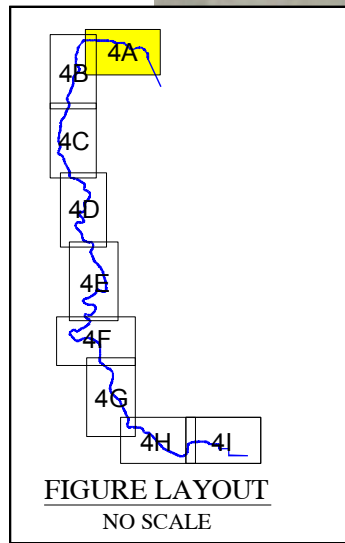 4A
4B
4C
4D
4E
4F
4G
4H 4I
FIGURE LAYOUT
NO SCALE